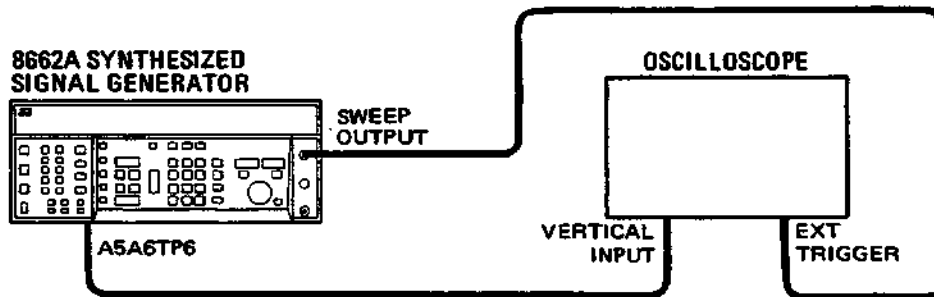 8662A SYNTHESIZED
SIGNAL GENERATOR
SWEEP
OUTPUT
OSCILLOSCOPE
A5A6TP6
VERTICAL
INPUT
EXT
TRIGGER